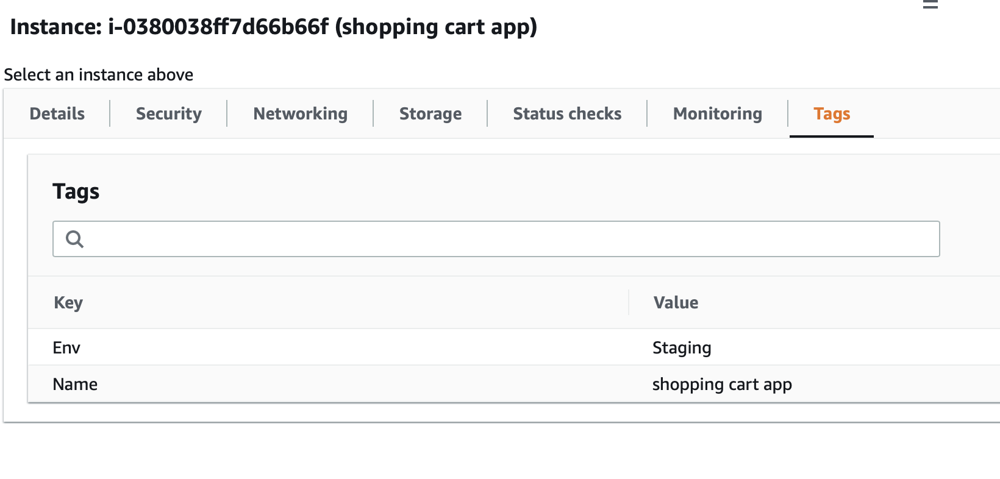 Instance: i-0380038ff7d66b66f (shopping cart app)
Select an instance above
Details Security Networking Storage Status checks Monitoring Tags
Tags
Key Value
Env Staging
Name shopping cart app